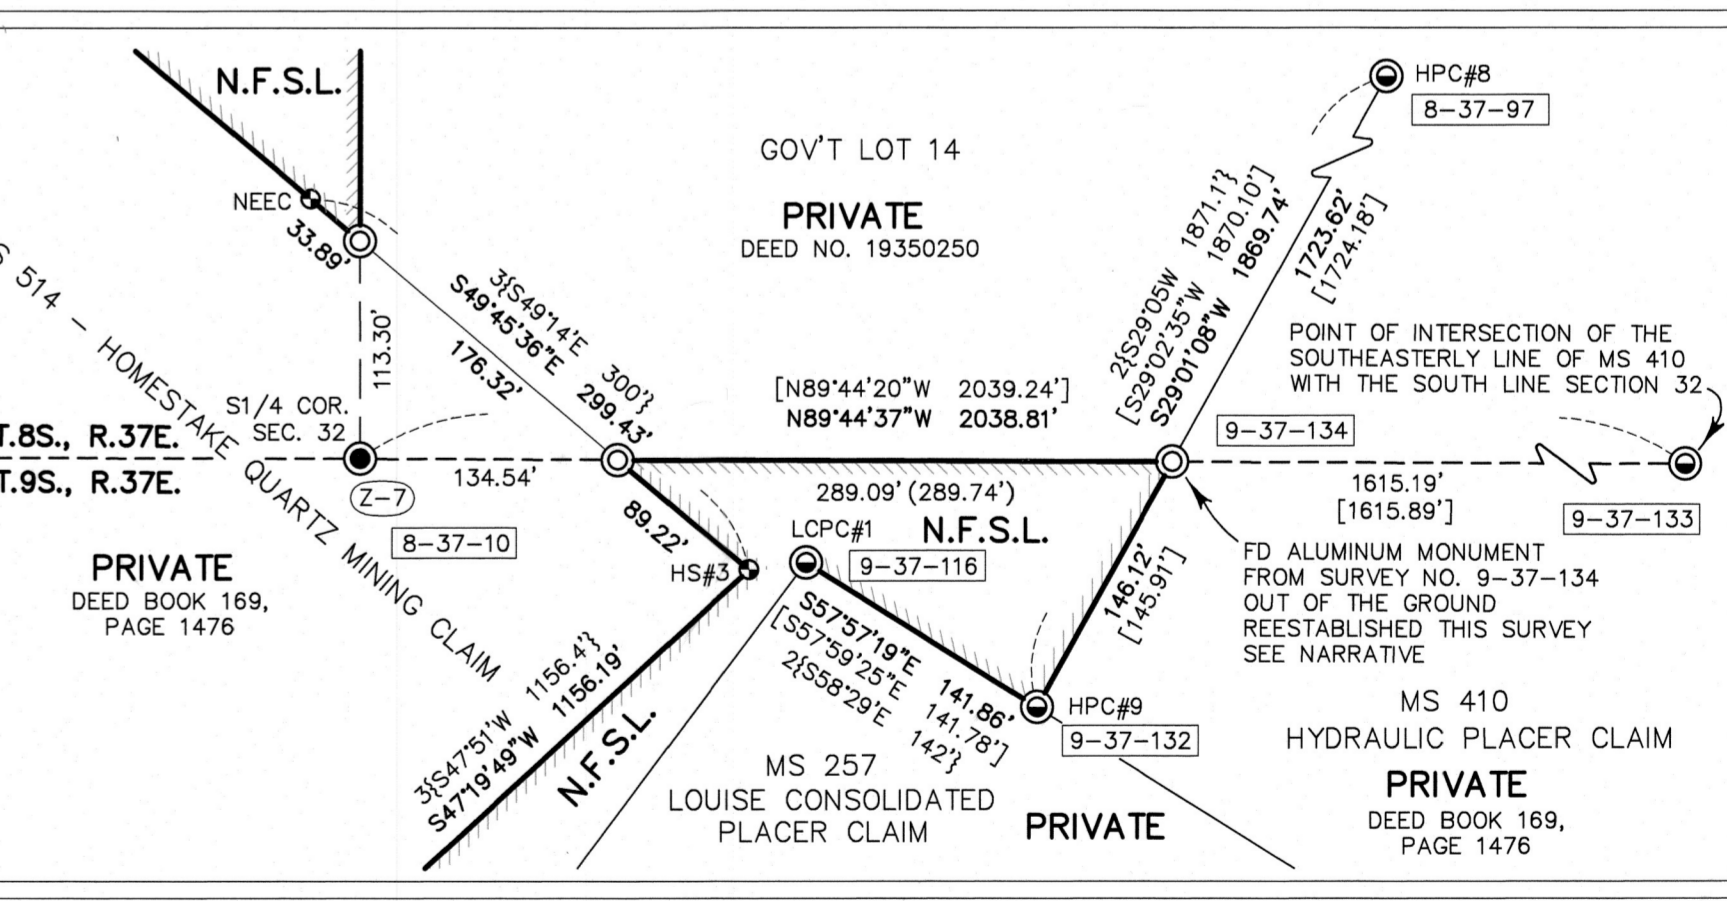 N.F.S.L.
HPC#8
8-37-97
GOV'T LOT 14
PRIVATE
DEED NO. 19350250
NEEC
33.89'
3{S49°14'E 300'}
S49°45'36"E 299.43'
176.32'
113.30'
2{S29°05W 1871.1'}
[S29°02'35"W 1870.10']
S29°01'08"W 1869.74'
1723.62'
[1724.18']
514 - HOMESTAKE QUARTZ MINING CLAIM
POINT OF INTERSECTION OF THE
SOUTHEASTERLY LINE OF MS 410
WITH THE SOUTH LINE SECTION 32
[N89°44'20"W 2039.24']
N89°44'37"W 2038.81'
S1/4 COR.
SEC. 32
T.8S., R.37E.
T.9S., R.37E.
9-37-134
134.54'
Z-7
8-37-10
289.09' (289.74')
1615.19'
[1615.89']
9-37-133
89.22'
HS#3
LCPC#1
9-37-116
N.F.S.L.
146.12'
[145.91']
FD ALUMINUM MONUMENT
FROM SURVEY NO. 9-37-134
OUT OF THE GROUND
REESTABLISHED THIS SURVEY
SEE NARRATIVE
PRIVATE
DEED BOOK 169,
PAGE 1476
S57°57'19"E 141.86'
[S57°59'25"E 141.78']
2{S58°29'E 142'}
3{S47°51'W 1156.4'}
S47°19'49"W 1156.19'
N.F.S.L.
HPC#9
9-37-132
MS 257
LOUISE CONSOLIDATED
PLACER CLAIM
PRIVATE
MS 410
HYDRAULIC PLACER CLAIM
PRIVATE
DEED BOOK 169,
PAGE 1476